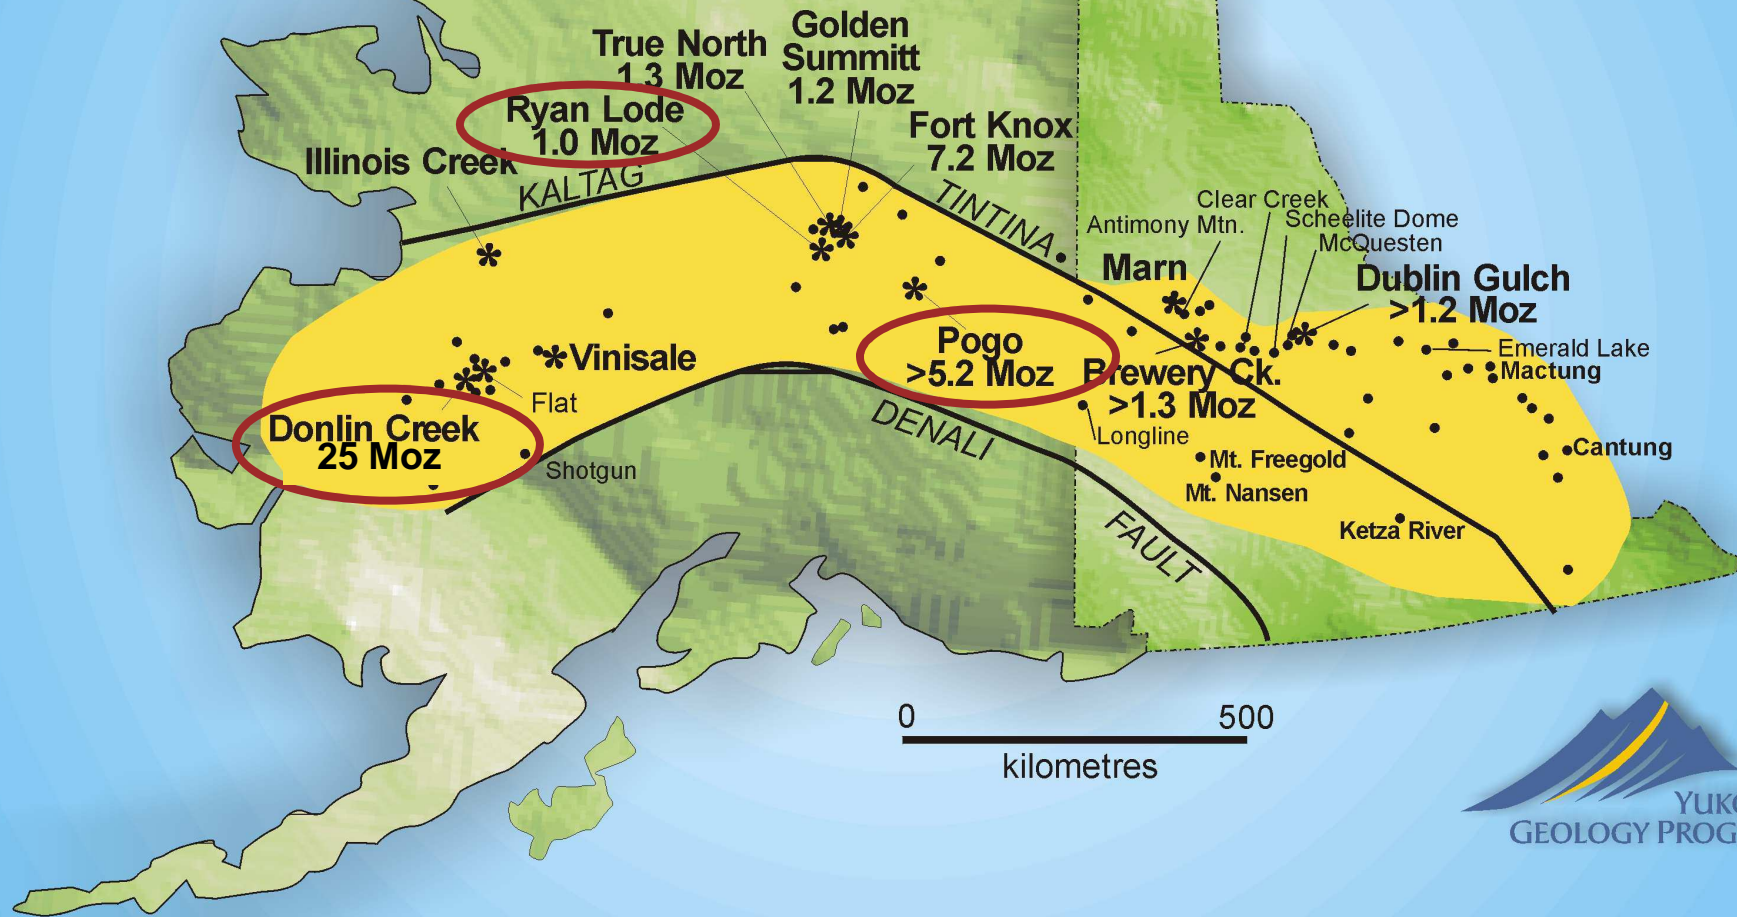 Golden
Summitt
1.2 Moz
True North
1.3 Moz
Ryan Lode
1.0 Moz
Fort Knox
7.2 Moz
Illinois Creek
KALTAG
TINTINA
Clear Creek
Antimony Mtn.
Scheelite Dome
McQuesten
Marn
Dublin Gulch
>1.2 Moz
Pogo
>5.2 Moz
Vinisale
Brewery Ck.
>1.3 Moz
Emerald Lake
Mactung
Flat
Donlin Creek
25 Moz
DENALI
Longline
Cantung
Mt. Freegold
Shotgun
Mt. Nansen
FAULT
Ketza River
0 500
kilometres
GEOLOGY